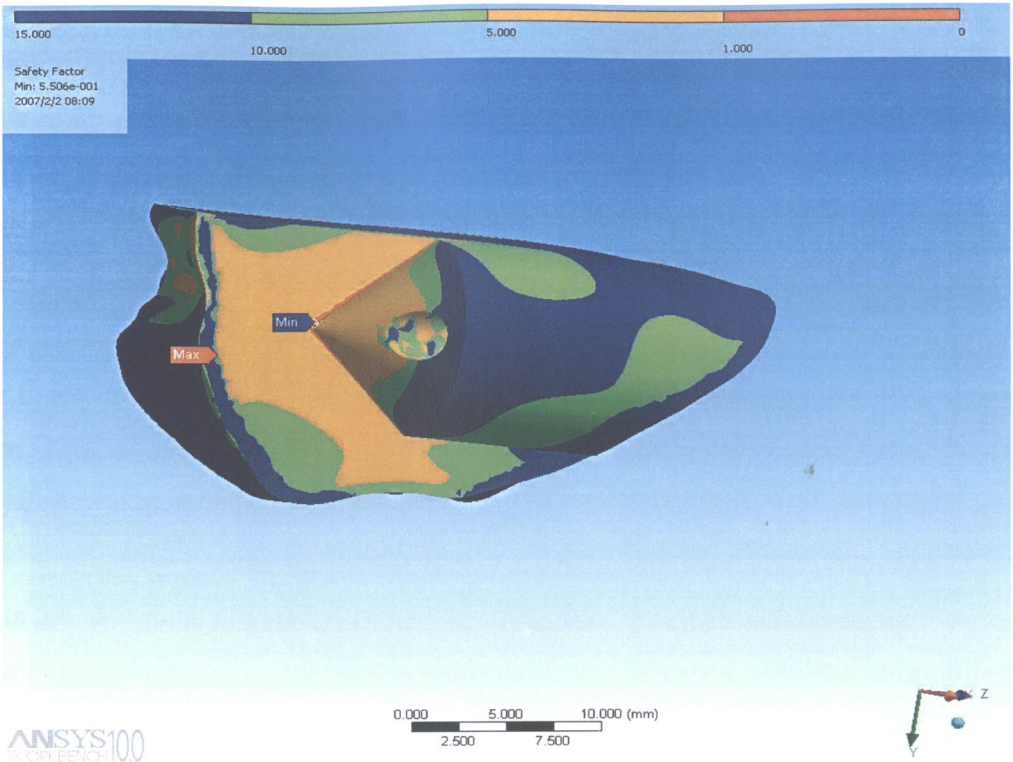 15.000
10.000
5.000
1.000
0
Safety Factor
Min: 5.506e-001
2007/2/2 08:09
Min
Max
0.000
5.000
10.000 (mm)
2.500
7.500
ANSYS 10.0
WORKBENCH
Z
Y